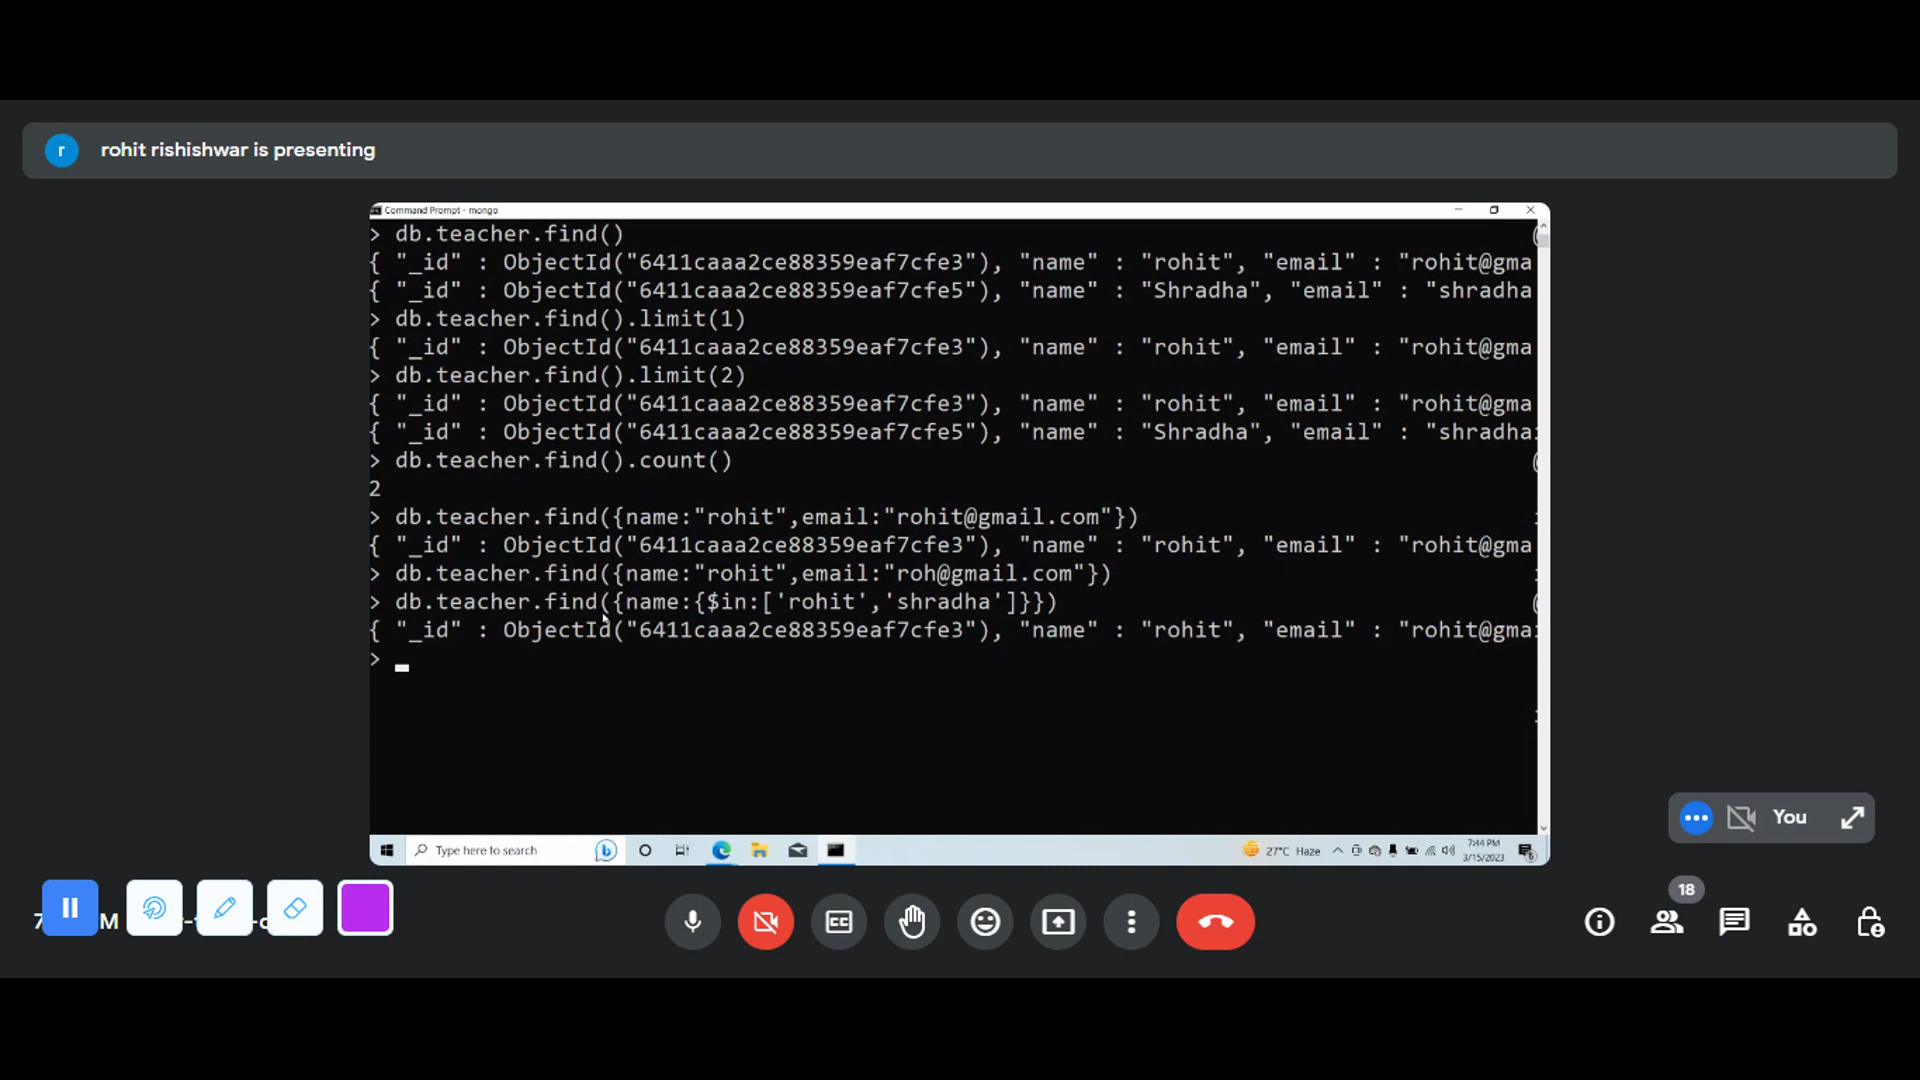 r rohit rishishwar is presenting
Command Prompt - mongo
> db.teacher.find()
{ "_id" : ObjectId("6411caaa2ce88359eaf7cfe3"), "name" : "rohit", "email" : "rohit@gma
{ "_id" : ObjectId("6411caaa2ce88359eaf7cfe5"), "name" : "Shradha", "email" : "shradha
> db.teacher.find().limit(1)
{ "_id" : ObjectId("6411caaa2ce88359eaf7cfe3"), "name" : "rohit", "email" : "rohit@gma
> db.teacher.find().limit(2)
{ "_id" : ObjectId("6411caaa2ce88359eaf7cfe3"), "name" : "rohit", "email" : "rohit@gma
{ "_id" : ObjectId("6411caaa2ce88359eaf7cfe5"), "name" : "Shradha", "email" : "shradha
> db.teacher.find().count()
2
> db.teacher.find({name:"rohit",email:"rohit@gmail.com"})
{ "_id" : ObjectId("6411caaa2ce88359eaf7cfe3"), "name" : "rohit", "email" : "rohit@gma
> db.teacher.find({name:"rohit",email:"roh@gmail.com"})
> db.teacher.find({name:{$in:['rohit','shradha']}})
{ "_id" : ObjectId("6411caaa2ce88359eaf7cfe3"), "name" : "rohit", "email" : "rohit@gma
>
You
Type here to search
27°C Haze
7:44 PM
3/15/2023
18
7
M
CC